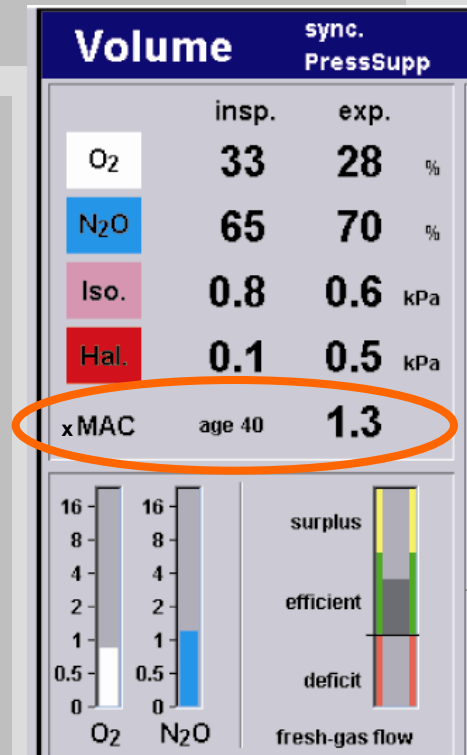 Volume sync. PressSupp
insp. exp.
O₂ 33 28 %
N₂O 65 70 %
Iso. 0.8 0.6 kPa
Hal. 0.1 0.5 kPa
xMAC age 40 1.3
16 16
8 8
4 4
2 2
1 1
0.5 0.5
0 0
O₂ N₂O
surplus
efficient
deficit
fresh-gas flow